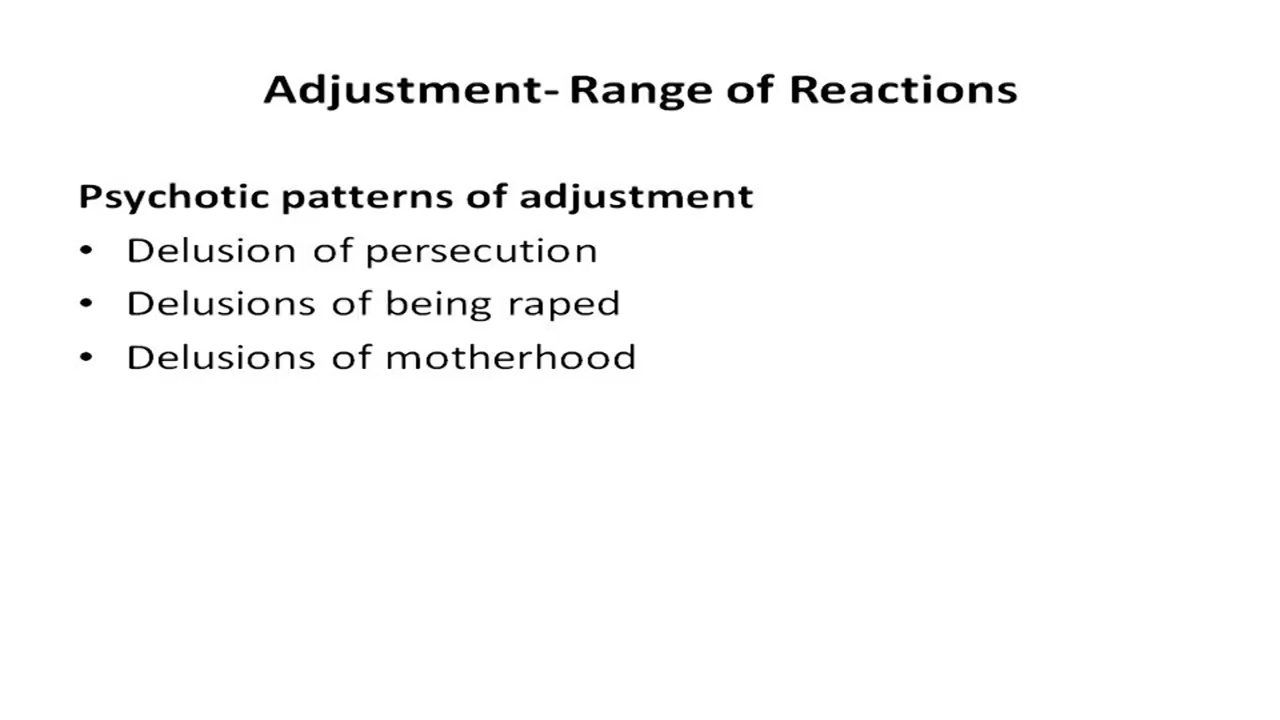 Adjustment- Range of Reactions
Psychotic patterns of adjustment
• Delusion of persecution
• Delusions of being raped
• Delusions of motherhood